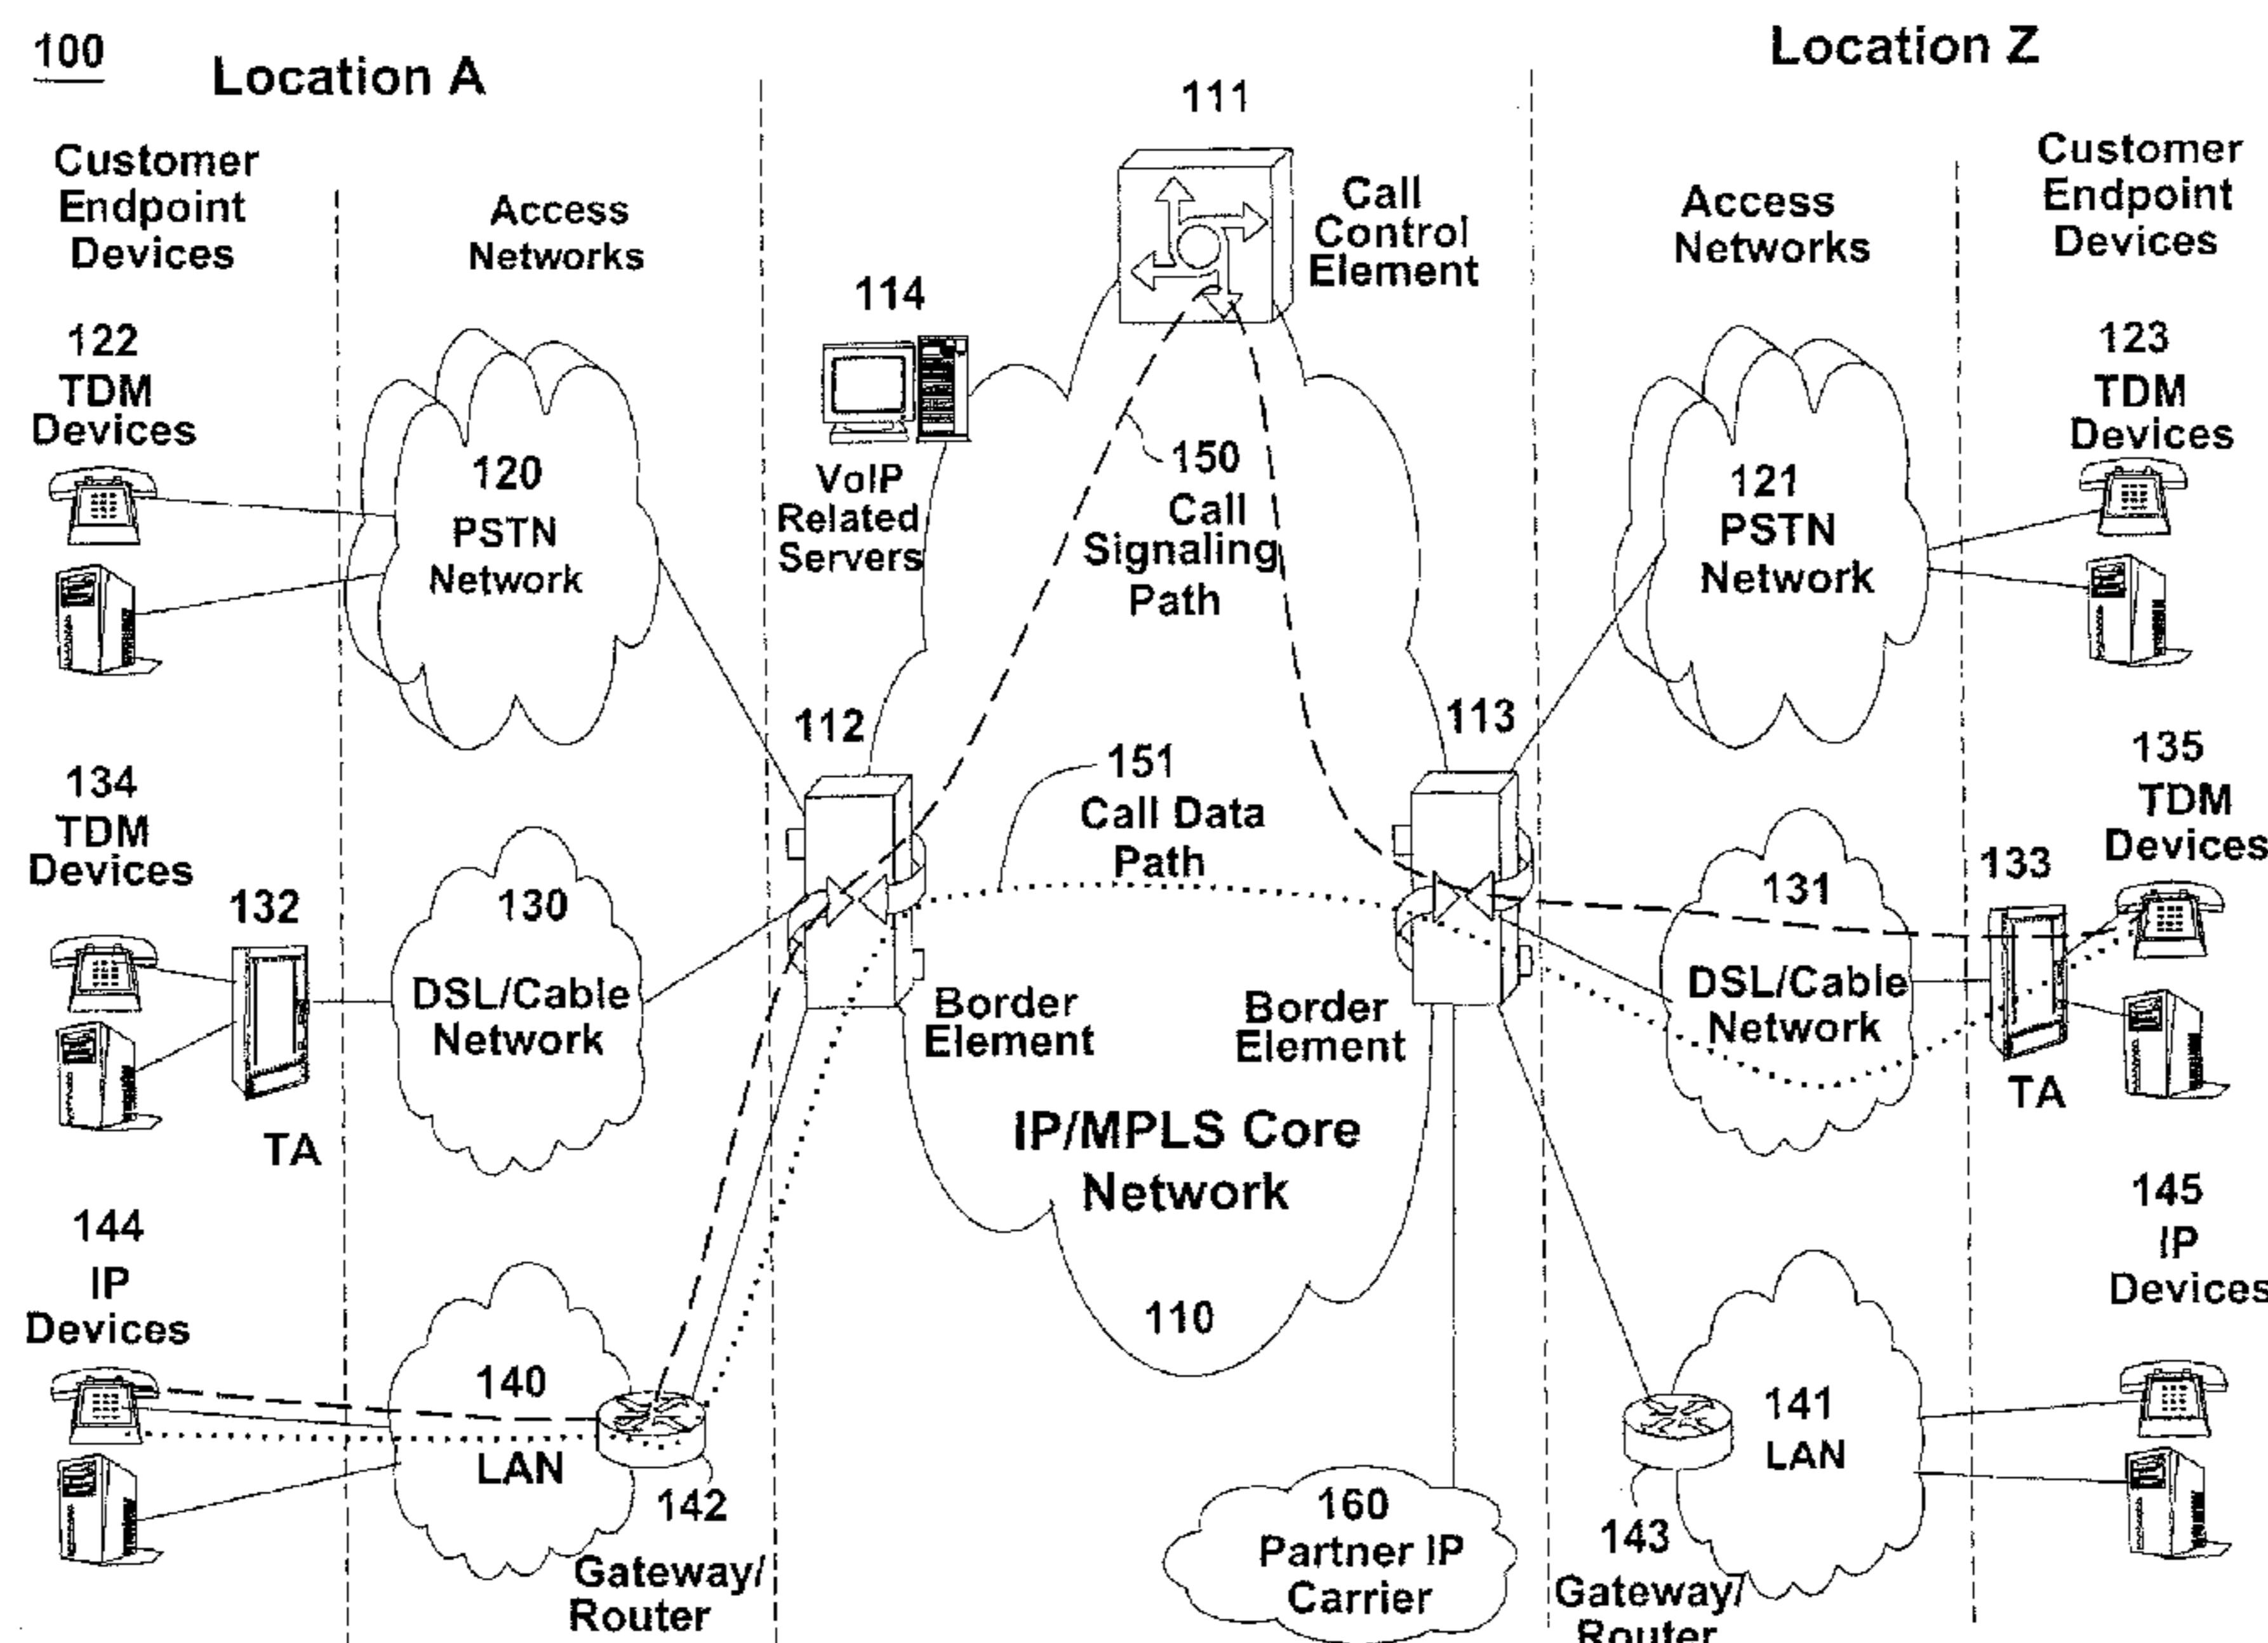 100
Location A
Location Z
111
Customer
Endpoint
Devices
Access
Networks
Call
Control
Element
Access
Networks
Customer
Endpoint
Devices
114
VoIP
Related
Servers
122
TDM
Devices
120
PSTN
Network
150
Call
Signaling
Path
121
PSTN
Network
123
TDM
Devices
112
113
151
Call Data
Path
134
TDM
Devices
132
TA
130
DSL/Cable
Network
Border
Element
Border
Element
131
DSL/Cable
Network
133
TA
135
TDM
Devices
IP/MPLS Core
Network
110
144
IP
Devices
140
LAN
142
Gateway/
Router
160
Partner IP
Carrier
143
Gateway/
Router
141
LAN
145
IP
Devices